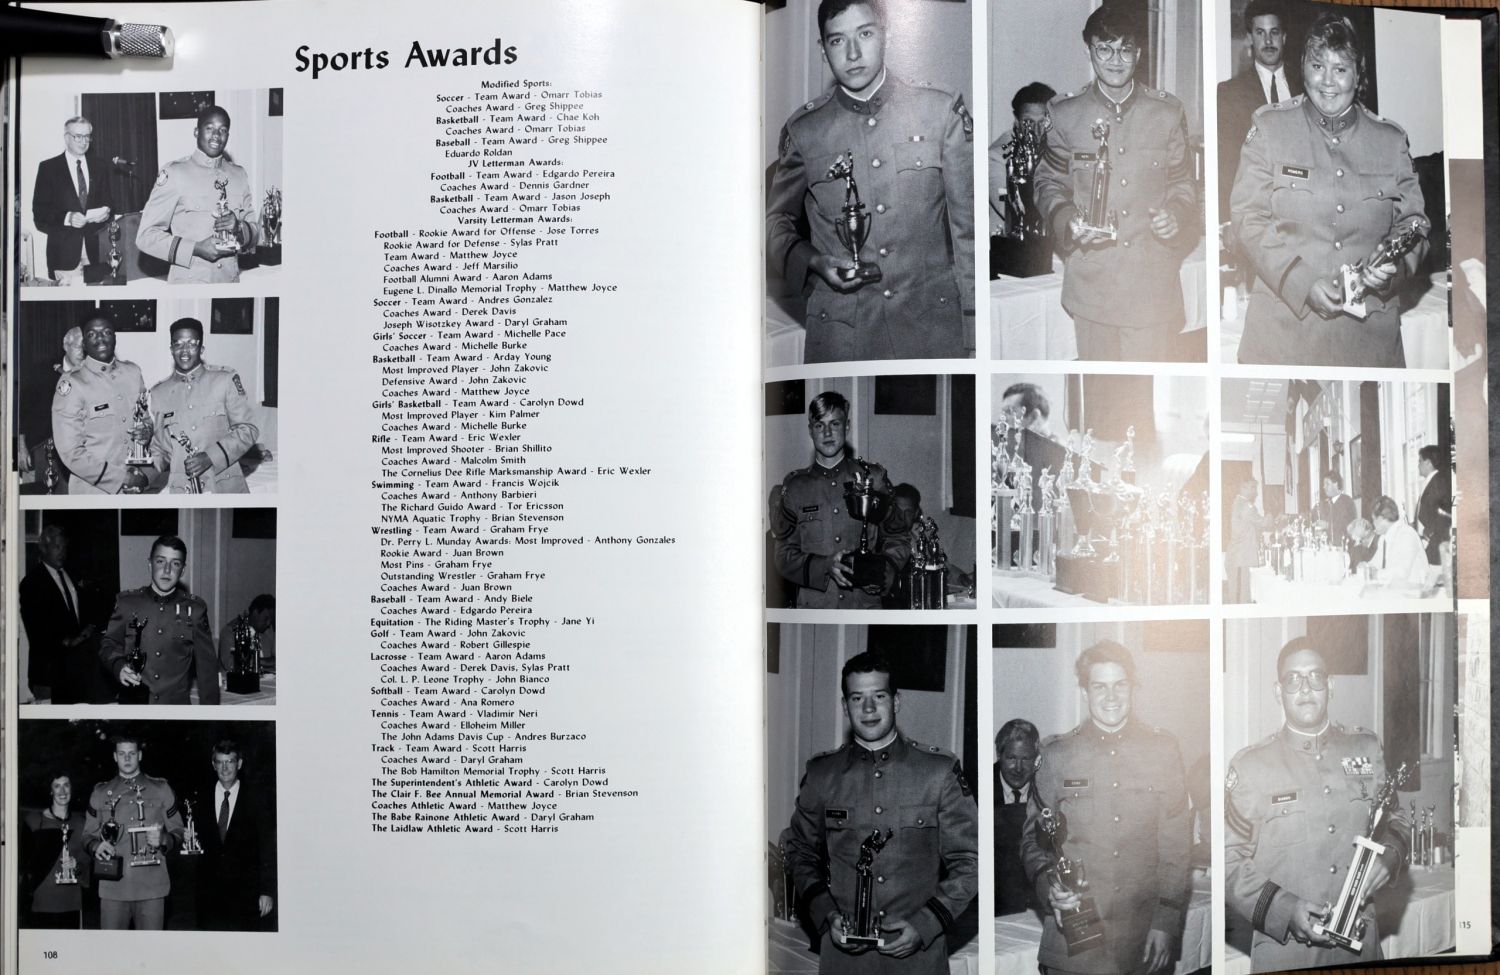 Sports Awards
Modified Sports:
Soccer - Team Award - Omarr Tobias
Coaches Award - Greg Shippee
Basketball - Team Award - Chae Koh
Coaches Award - Omarr Tobias
Baseball - Team Award - Greg Shippee
Eduardo Roldan
JV Letterman Awards:
Football - Team Award - Edgardo Pereira
Coaches Award - Dennis Gardner
Basketball - Team Award - Jason Joseph
Coaches Award - Omarr Tobias
Varsity Letterman Awards:
Football - Rookie Award for Offense - Jose Torres
Rookie Award for Defense - Sylas Pratt
Team Award - Matthew Joyce
Coaches Award - Jeff Marsilio
Football Alumni Award - Aaron Adams
Eugene L. Dinallo Memorial Trophy - Matthew Joyce
Soccer - Team Award - Andres Gonzalez
Coaches Award - Derek Davis
Joseph Wisotzkey Award - Daryl Graham
Girls' Soccer - Team Award - Michelle Pace
Coaches Award - Michelle Burke
Basketball - Team Award - Arday Young
Most Improved Player - John Zakovic
Defensive Award - John Zakovic
Coaches Award - Matthew Joyce
Girls' Basketball - Team Award - Carolyn Dowd
Most Improved Player - Kim Palmer
Coaches Award - Michelle Burke
Rifle - Team Award - Eric Wexler
Most Improved Shooter - Brian Shillito
Coaches Award - Malcolm Smith
The Cornelius Dee Rifle Marksmanship Award - Eric Wexler
Swimming - Team Award - Francis Wojcik
Coaches Award - Anthony Barbieri
The Richard Guido Award - Tor Ericsson
NYMA Aquatic Trophy - Brian Stevenson
Wrestling - Team Award - Graham Frye
Dr. Perry L. Munday Awards: Most Improved - Anthony Gonzales
Rookie Award - Juan Brown
Most Pins - Graham Frye
Outstanding Wrestler - Graham Frye
Coaches Award - Juan Brown
Baseball - Team Award - Andy Biele
Coaches Award - Edgardo Pereira
Equitation - The Riding Master's Trophy - Jane Yi
Golf - Team Award - John Zakovic
Coaches Award - Robert Gillespie
Lacrosse - Team Award - Aaron Adams
Coaches Award - Derek Davis, Sylas Pratt
Col. L. P. Leone Trophy - John Bianco
Softball - Team Award - Carolyn Dowd
Coaches Award - Ana Romero
Tennis - Team Award - Vladimir Neri
Coaches Award - Elloheim Miller
The John Adams Davis Cup - Andres Burzaco
Track - Team Award - Scott Harris
Coaches Award - Daryl Graham
The Bob Hamilton Memorial Trophy - Scott Harris
The Superintendent's Athletic Award - Carolyn Dowd
The Clair F. Bee Annual Memorial Award - Brian Stevenson
Coaches Athletic Award - Matthew Joyce
The Babe Rainone Athletic Award - Daryl Graham
The Laidlaw Athletic Award - Scott Harris
108